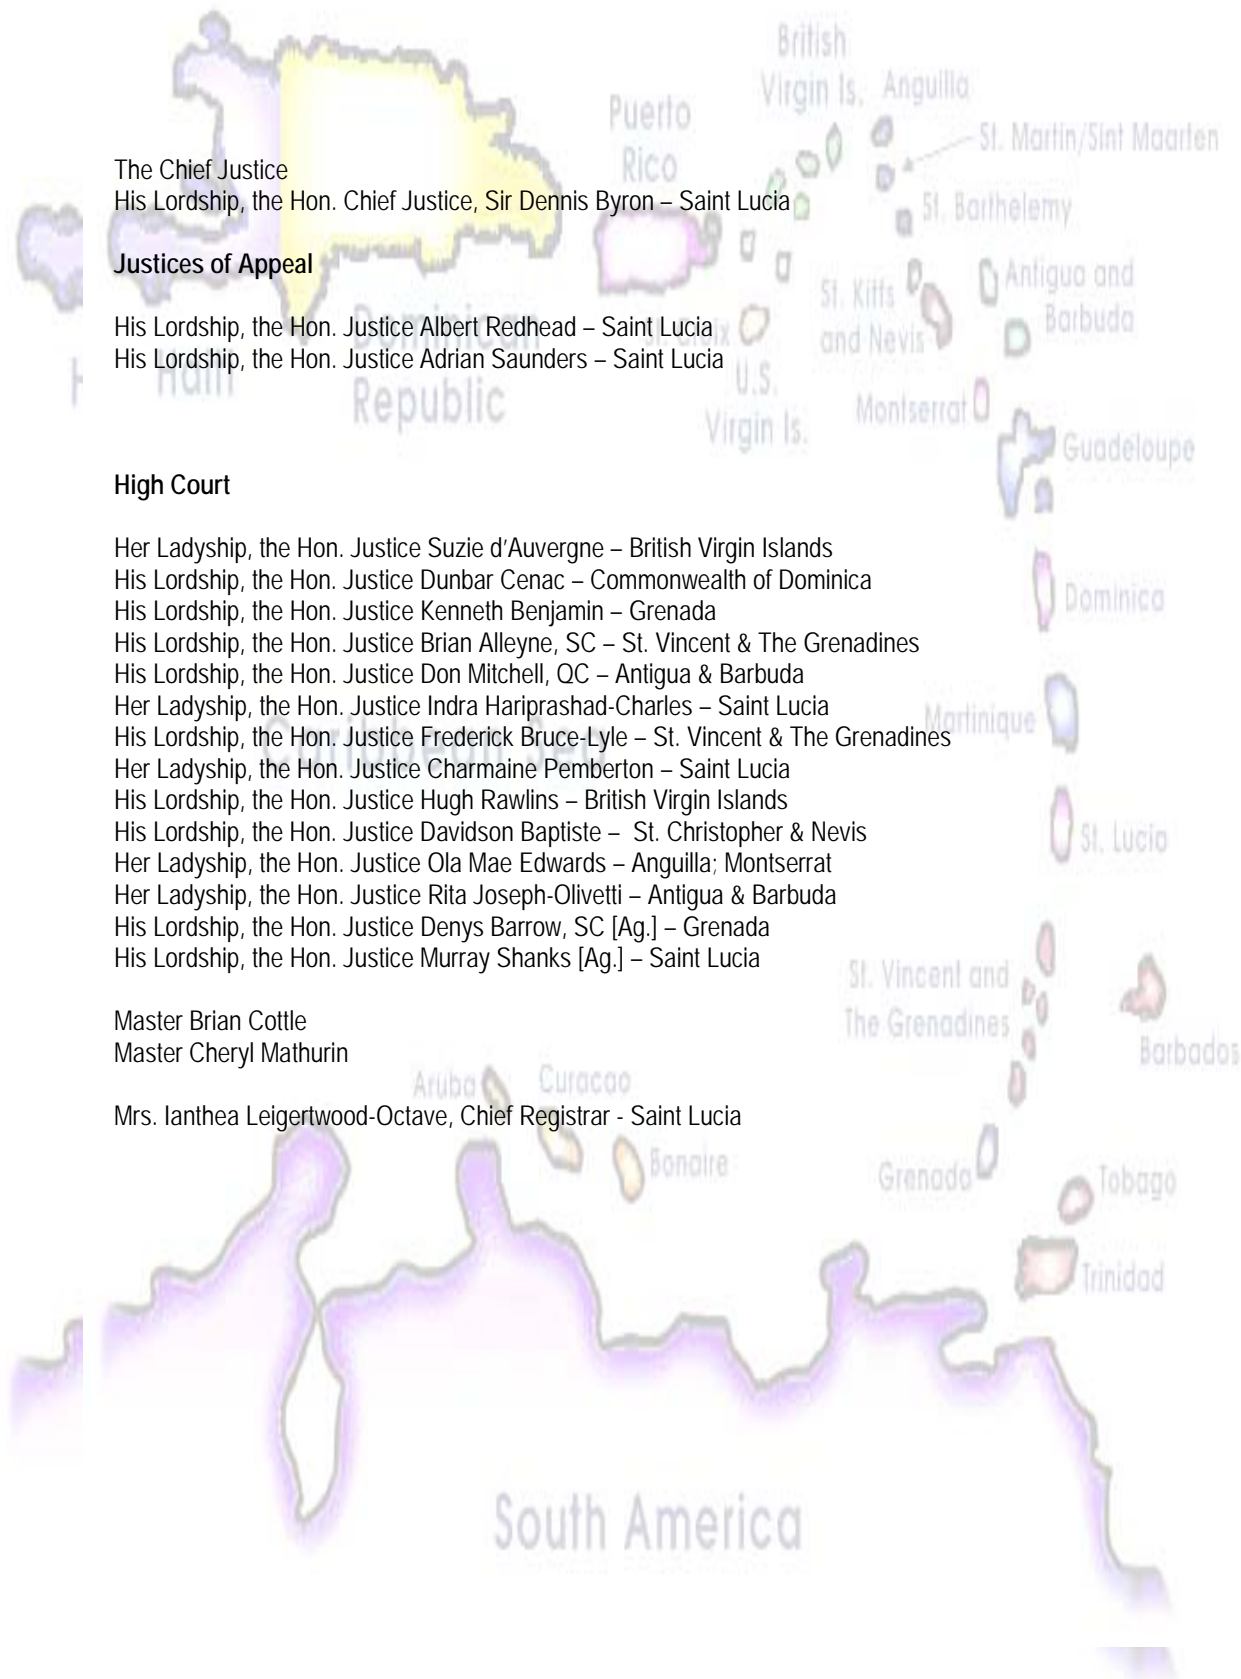 The Chief Justice
His Lordship, the Hon. Chief Justice, Sir Dennis Byron – Saint Lucia
Justices of Appeal
His Lordship, the Hon. Justice Albert Redhead – Saint Lucia
His Lordship, the Hon. Justice Adrian Saunders – Saint Lucia
High Court
Her Ladyship, the Hon. Justice Suzie d'Auvergne – British Virgin Islands
His Lordship, the Hon. Justice Dunbar Cenac – Commonwealth of Dominica
His Lordship, the Hon. Justice Kenneth Benjamin – Grenada
His Lordship, the Hon. Justice Brian Alleyne, SC – St. Vincent & The Grenadines
His Lordship, the Hon. Justice Don Mitchell, QC – Antigua & Barbuda
Her Ladyship, the Hon. Justice Indra Hariprashad-Charles – Saint Lucia
His Lordship, the Hon. Justice Frederick Bruce-Lyle – St. Vincent & The Grenadines
Her Ladyship, the Hon. Justice Charmaine Pemberton – Saint Lucia
His Lordship, the Hon. Justice Hugh Rawlins – British Virgin Islands
His Lordship, the Hon. Justice Davidson Baptiste – St. Christopher & Nevis
Her Ladyship, the Hon. Justice Ola Mae Edwards – Anguilla; Montserrat
Her Ladyship, the Hon. Justice Rita Joseph-Olivetti – Antigua & Barbuda
His Lordship, the Hon. Justice Denys Barrow, SC [Ag.] – Grenada
His Lordship, the Hon. Justice Murray Shanks [Ag.] – Saint Lucia
Master Brian Cottle
Master Cheryl Mathurin
Mrs. Ianthea Leigertwood-Octave, Chief Registrar - Saint Lucia
British
Virgin Is.
Anguilla
Puerto
Rico
St. Martin/Sint Maarten
St. Barthelemy
Antigua and
Barbuda
St. Kitts
and Nevis
St. Croix
U.S.
Virgin Is.
Haiti
Dominican
Republic
Montserrat
Guadeloupe
Dominica
Martinique
Caribbean Sea
St. Lucia
St. Vincent and
The Grenadines
Barbados
Aruba
Curacao
Bonaire
Grenada
Tobago
Trinidad
South America